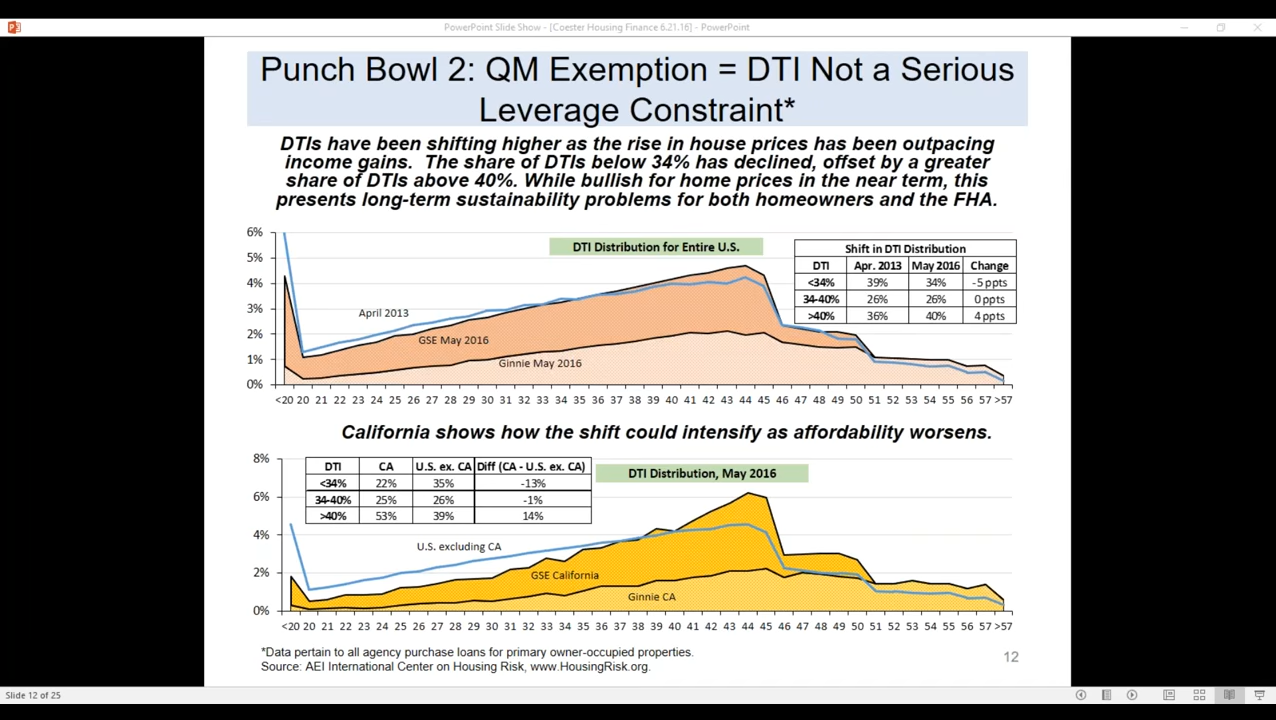 PowerPoint Slide Show - [Coester Housing Finance 6.21.16] - PowerPoint
Punch Bowl 2: QM Exemption = DTI Not a Serious
Leverage Constraint*
DTIs have been shifting higher as the rise in house prices has been outpacing
income gains. The share of DTIs below 34% has declined, offset by a greater
share of DTIs above 40%. While bullish for home prices in the near term, this
presents long-term sustainability problems for both homeowners and the FHA.
6%
5%
4%
3%
2%
1%
0%
DTI Distribution for Entire U.S.
Shift in DTI Distribution
DTI Apr. 2013 May 2016 Change
<34% 39% 34% -5 ppts
34-40% 26% 26% 0 ppts
>40% 36% 40% 4 ppts
April 2013
GSE May 2016
Ginnie May 2016
<20 20 21 22 23 24 25 26 27 28 29 30 31 32 33 34 35 36 37 38 39 40 41 42 43 44 45 46 47 48 49 50 51 52 53 54 55 56 57 >57
California shows how the shift could intensify as affordability worsens.
8%
6%
4%
2%
0%
DTI CA U.S. ex. CA Diff (CA - U.S. ex. CA)
<34% 22% 35% -13%
34-40% 25% 26% -1%
>40% 53% 39% 14%
DTI Distribution, May 2016
U.S. excluding CA
GSE California
Ginnie CA
<20 20 21 22 23 24 25 26 27 28 29 30 31 32 33 34 35 36 37 38 39 40 41 42 43 44 45 46 47 48 49 50 51 52 53 54 55 56 57 >57
*Data pertain to all agency purchase loans for primary owner-occupied properties.
Source: AEI International Center on Housing Risk, www.HousingRisk.org.
12
Slide 12 of 25